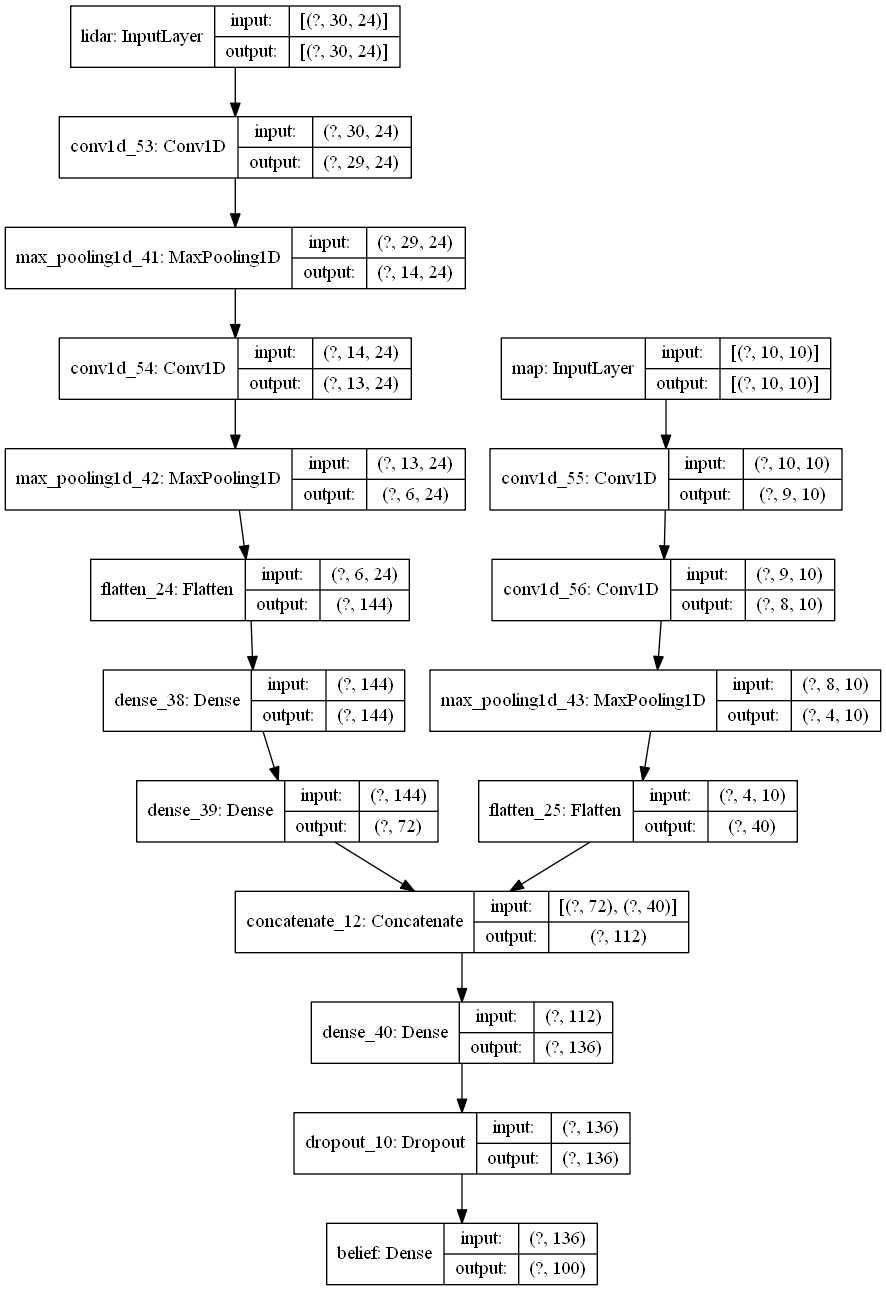 lidar: InputLayer
input: [(?, 30, 24)]
output: [(?, 30, 24)]
conv1d_53: Conv1D
input: (?, 30, 24)
output: (?, 29, 24)
max_pooling1d_41: MaxPooling1D
input: (?, 29, 24)
output: (?, 14, 24)
conv1d_54: Conv1D
input: (?, 14, 24)
output: (?, 13, 24)
max_pooling1d_42: MaxPooling1D
input: (?, 13, 24)
output: (?, 6, 24)
flatten_24: Flatten
input: (?, 6, 24)
output: (?, 144)
dense_38: Dense
input: (?, 144)
output: (?, 144)
dense_39: Dense
input: (?, 144)
output: (?, 72)
map: InputLayer
input: [(?, 10, 10)]
output: [(?, 10, 10)]
conv1d_55: Conv1D
input: (?, 10, 10)
output: (?, 9, 10)
conv1d_56: Conv1D
input: (?, 9, 10)
output: (?, 8, 10)
max_pooling1d_43: MaxPooling1D
input: (?, 8, 10)
output: (?, 4, 10)
flatten_25: Flatten
input: (?, 4, 10)
output: (?, 40)
concatenate_12: Concatenate
input: [(?, 72), (?, 40)]
output: (?, 112)
dense_40: Dense
input: (?, 112)
output: (?, 136)
dropout_10: Dropout
input: (?, 136)
output: (?, 136)
belief: Dense
input: (?, 136)
output: (?, 100)